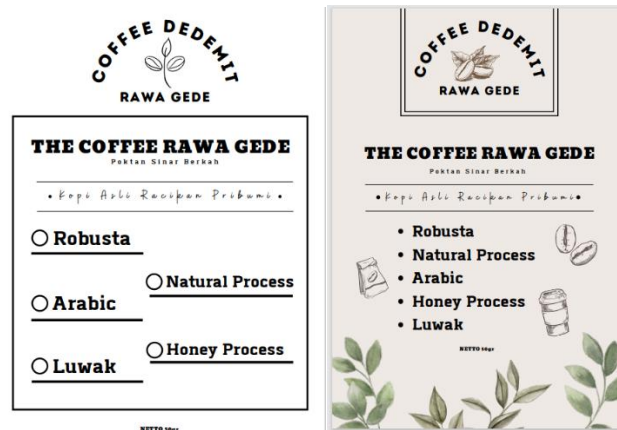 COFFEE DEDEMIT
RAWA GEDE
THE COFFEE RAWA GEDE
Poktan Sinar Berkah
• Kopi Asli Racikan Pribumi •
Robusta
Natural Process
Arabic
Honey Process
Luwak
COFFEE DEDEMIT
RAWA GEDE
THE COFFEE RAWA GEDE
Poktan Sinar Berkah
• Kopi Asli Racikan Pribumi •
• Robusta
• Natural Process
• Arabic
• Honey Process
• Luwak
NETTO